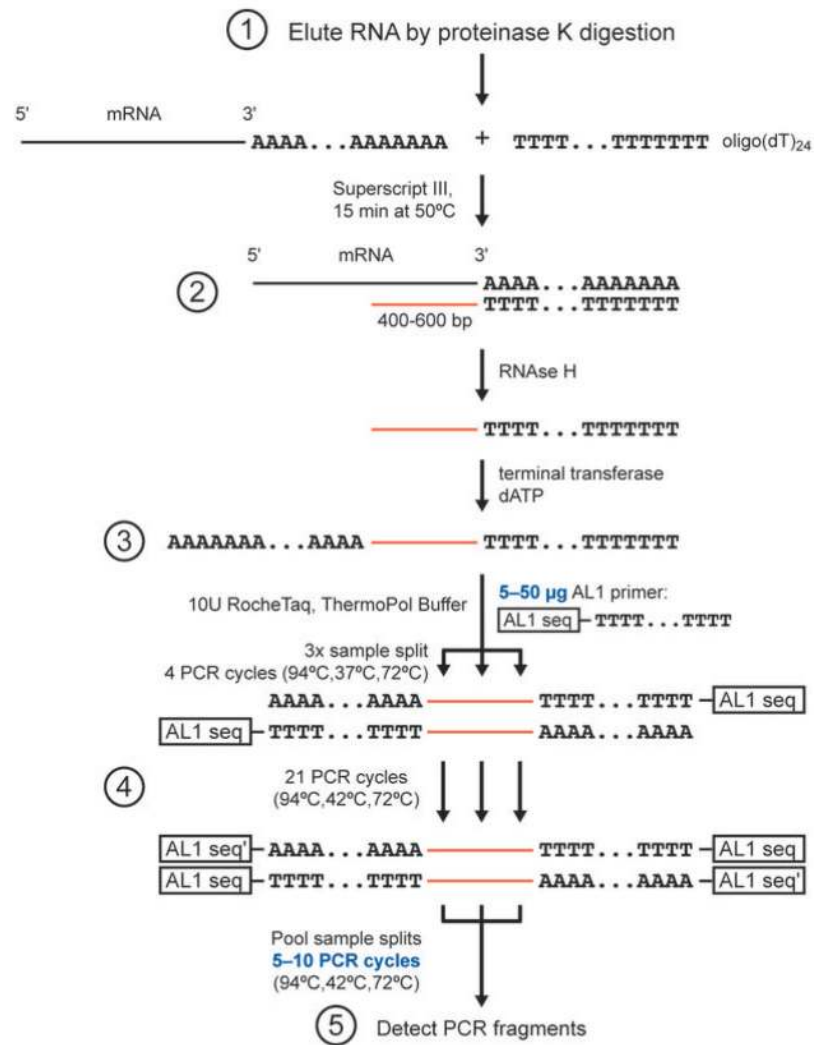 ① Elute RNA by proteinase K digestion
5' mRNA 3'
AAAA...AAAAAAA + TTTT...TTTTTTT oligo(dT)₂₄
Superscript III,
15 min at 50ºC
5' mRNA 3'
② AAAA...AAAAAAA
TTTT...TTTTTTT
400-600 bp
RNAse H
TTTT...TTTTTTT
terminal transferase
dATP
③ AAAAAAA...AAAA TTTT...TTTTTTT
10U RocheTaq, ThermoPol Buffer
5–50 µg AL1 primer:
AL1 seq TTTT...TTTT
3x sample split
4 PCR cycles (94ºC,37ºC,72ºC)
AAAA...AAAA TTTT...TTTT AL1 seq
AL1 seq TTTT...TTTT AAAA...AAAA
④ 21 PCR cycles
(94ºC,42ºC,72ºC)
AL1 seq' AAAA...AAAA TTTT...TTTT AL1 seq
AL1 seq TTTT...TTTT AAAA...AAAA AL1 seq'
Pool sample splits
5–10 PCR cycles
(94ºC,42ºC,72ºC)
⑤ Detect PCR fragments